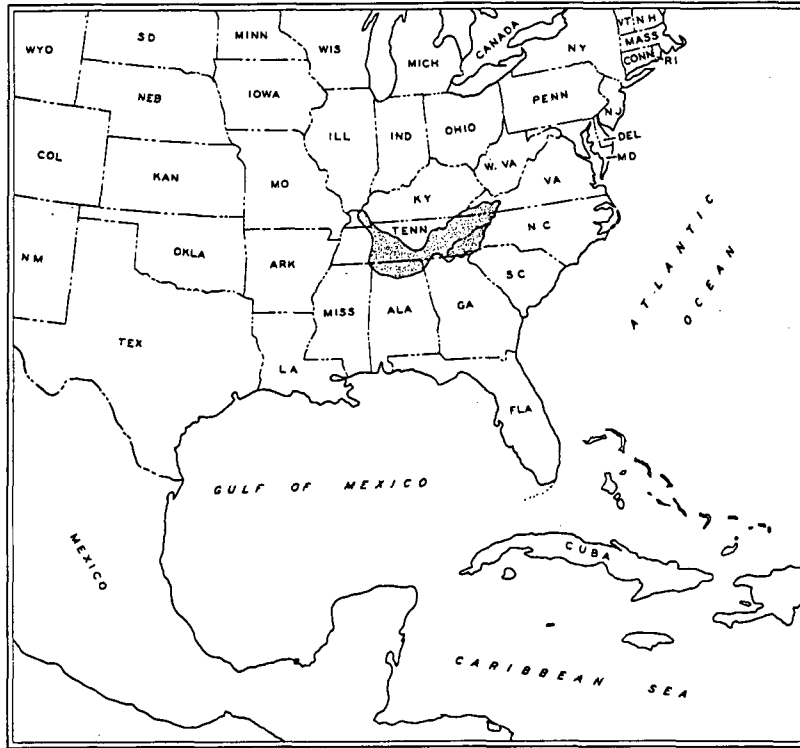 VT. N H
SD
MINN
CANADA
MASS
WYO
WIS
NY
MICH
CONN.
RI
NEB
IOWA
PENN
N J
ILL
IND
OHIO
DEL
COL
W. VA
MD
KAN
MO
VA
KY
TENN
N C
OKLA
NM
ARK
SC
ATLANTIC
OCEAN
MISS
ALA
GA
TEX
LA
FLA
GULF OF MEXICO
MEXICO
CUBA
CARIBBEAN SEA